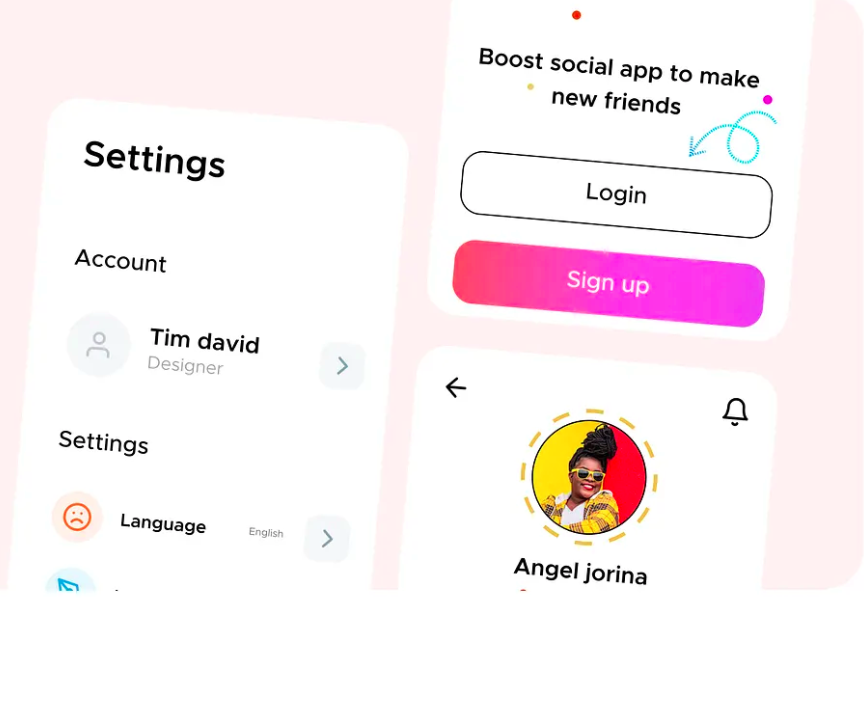 Boost social app to make
new friends
Login
Sign up
Settings
Account
Tim david
Designer
Settings
Language
English
Angel jorina